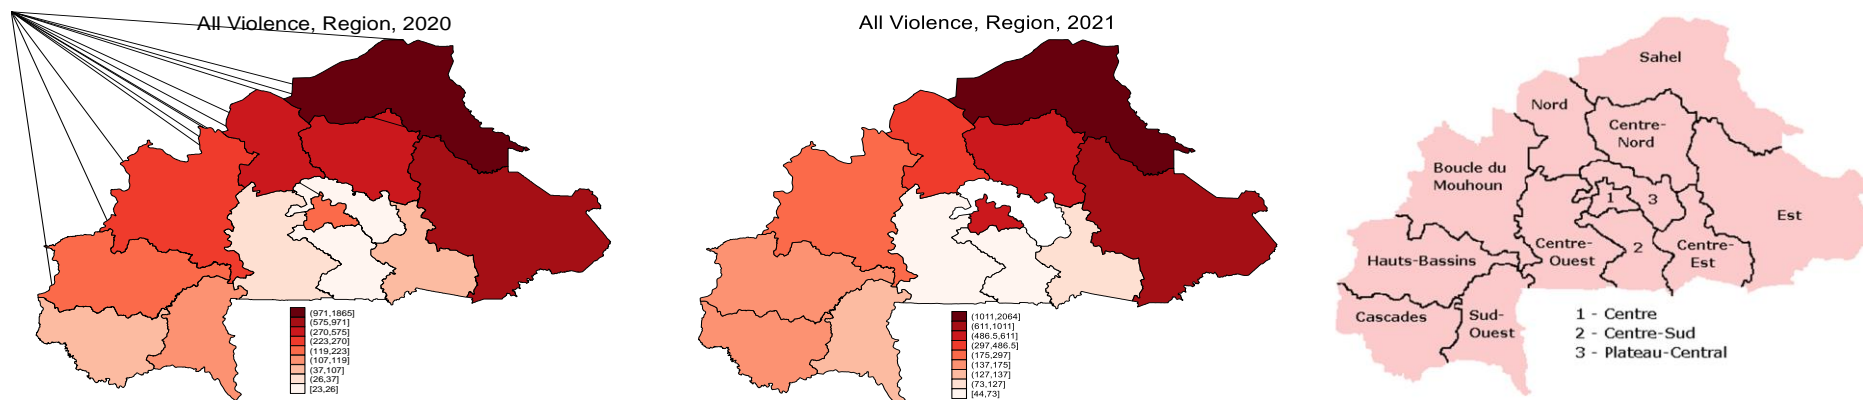 All Violence, Region, 2020
(971,1865]
(575,971]
(270,575]
(223,270]
(119,223]
(107,119]
(37,107]
(26,37]
[23,26]
All Violence, Region, 2021
(1011,2064]
(611,1011]
(486.5,611]
(297,486.5]
(175,297]
(137,175]
(127,137]
(73,127]
[44,73]
Sahel
Nord
Centre-
Nord
Boucle du
Mouhoun
1
3
Est
2
Centre-
Ouest
Centre-
Est
Hauts-Bassins
Cascades
Sud-
Ouest
1 - Centre
2 - Centre-Sud
3 - Plateau-Central